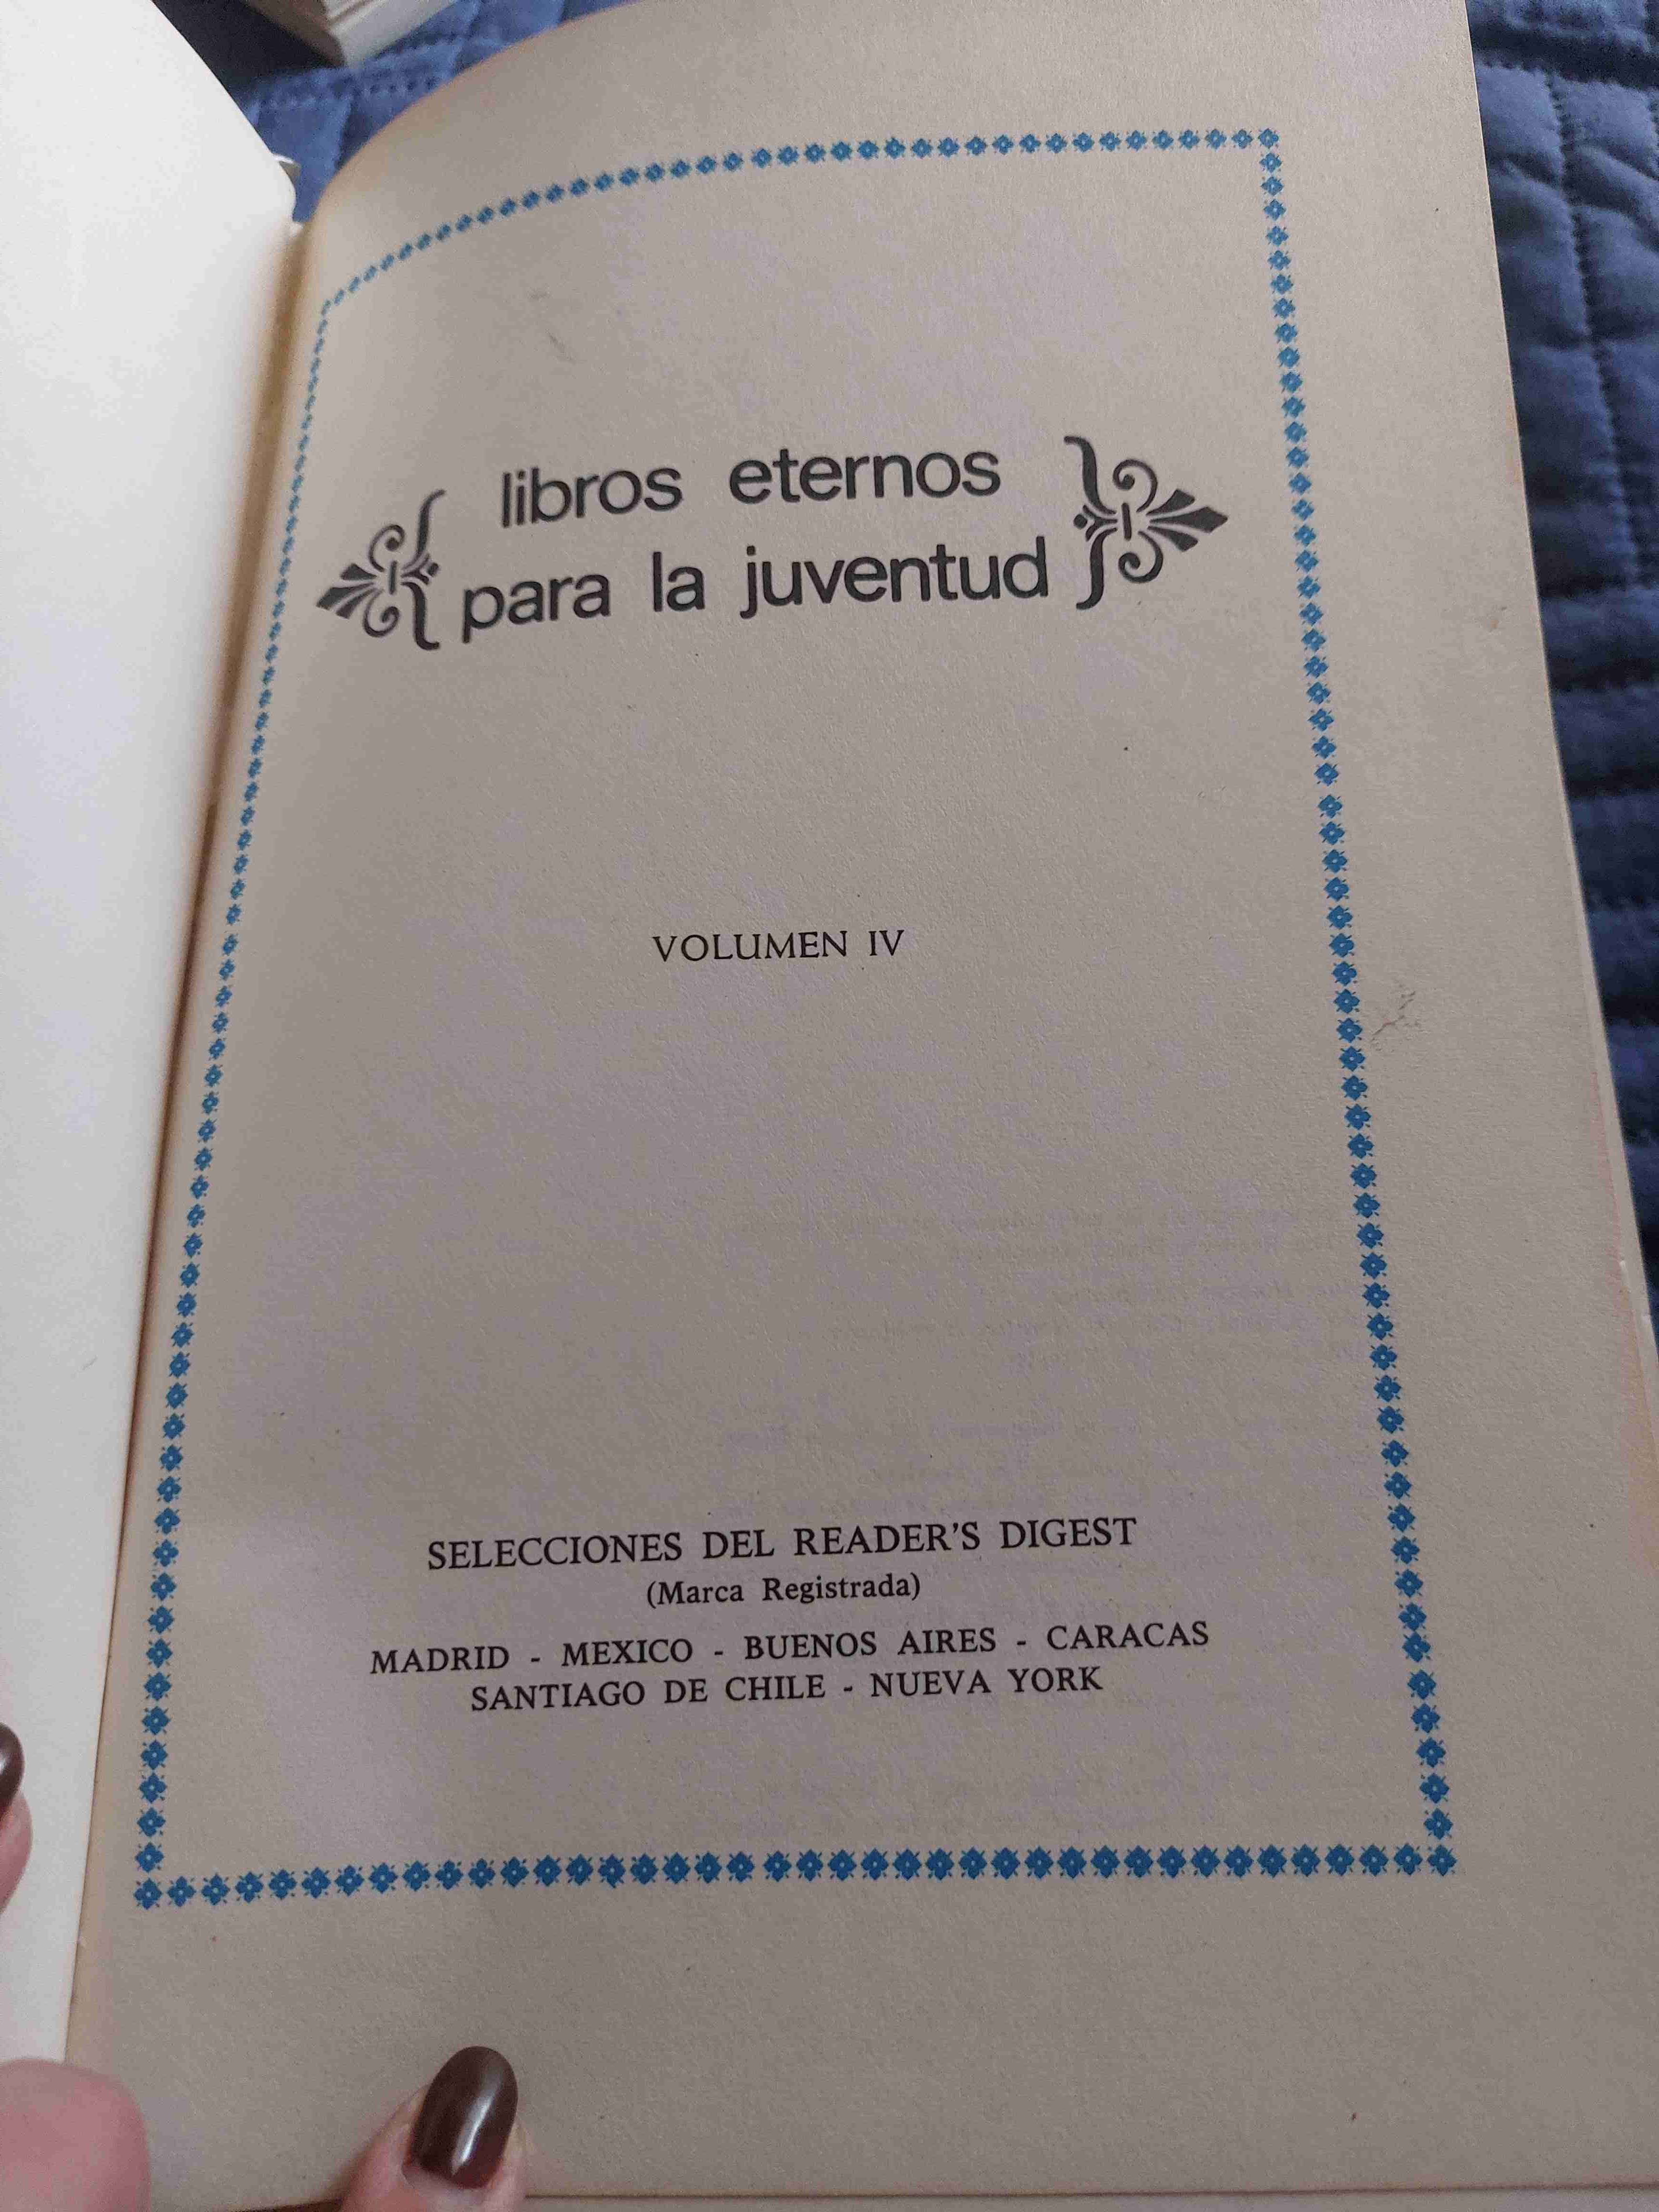 libros eternos
para la juventud
VOLUMEN IV
SELECCIONES DEL READER'S DIGEST
(Marca Registrada)
MADRID - MEXICO - BUENOS AIRES - CARACAS
SANTIAGO DE CHILE - NUEVA YORK